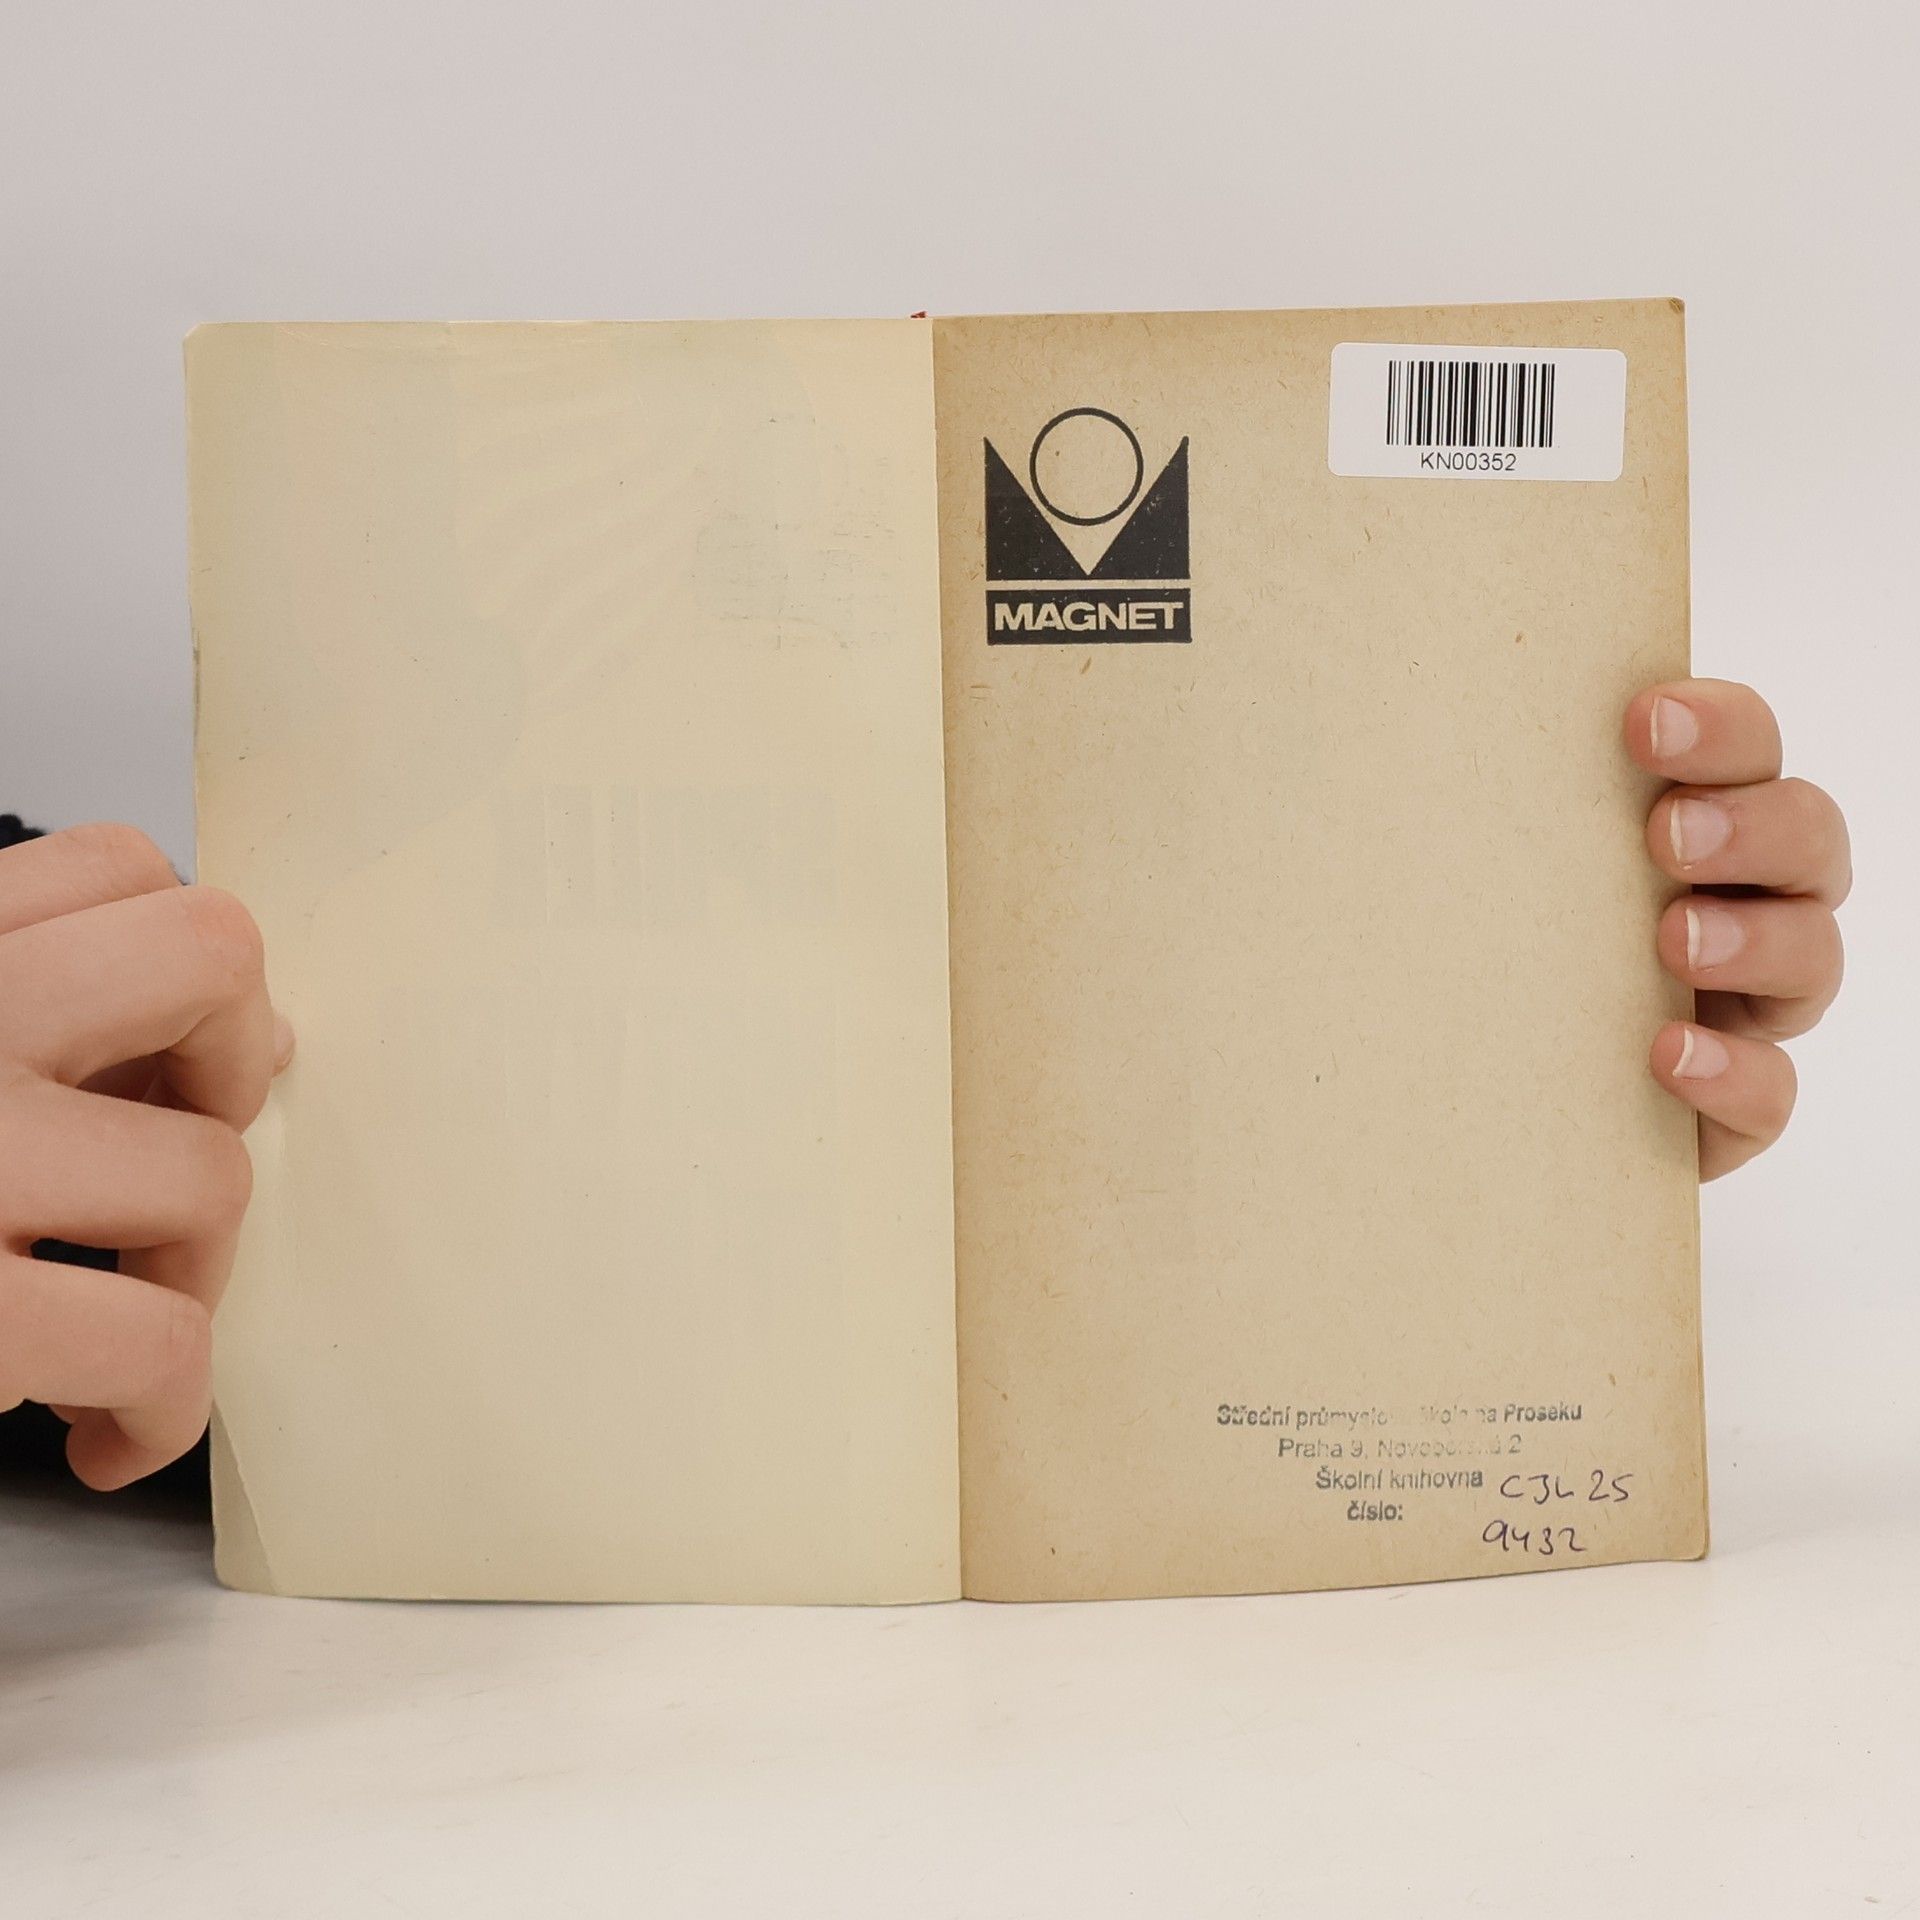 KN00352
MAGNET
Střední průmyslová škola na Proseku
Praha 9, Novoborská 2
Školní knihovna CJL 25
číslo:
9432